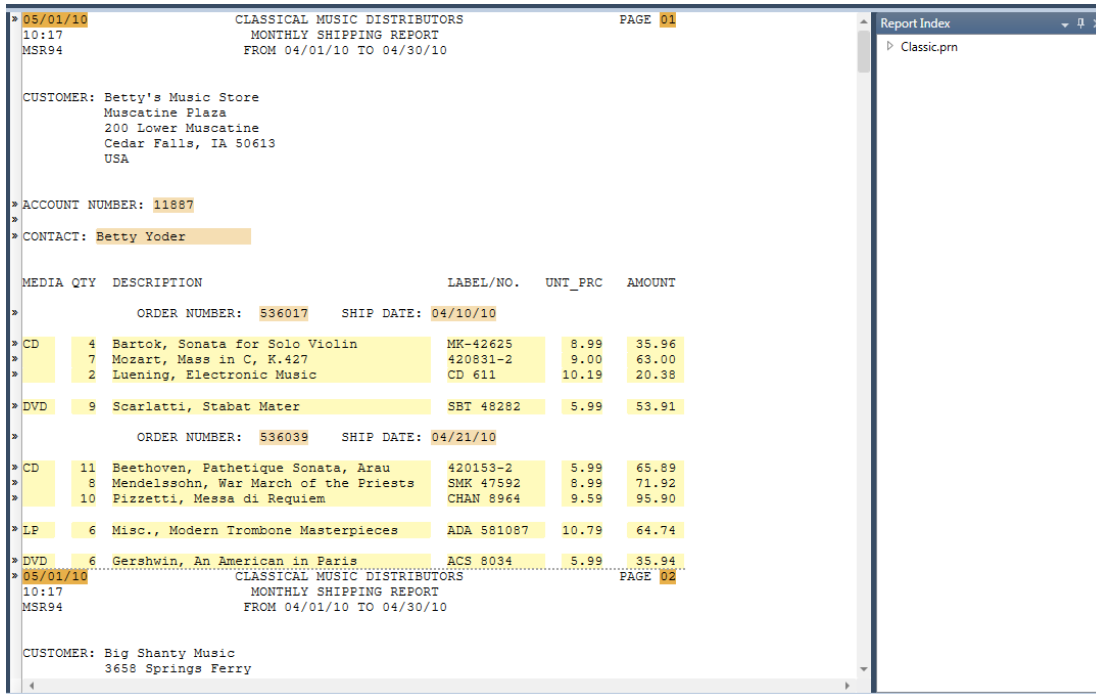 05/01/10 CLASSICAL MUSIC DISTRIBUTORS PAGE 01
10:17 MONTHLY SHIPPING REPORT
MSR94 FROM 04/01/10 TO 04/30/10
CUSTOMER: Betty's Music Store
Muscatine Plaza
200 Lower Muscatine
Cedar Falls, IA 50613
USA
ACCOUNT NUMBER: 11887
CONTACT: Betty Yoder
MEDIA QTY DESCRIPTION LABEL/NO. UNT_PRC AMOUNT
ORDER NUMBER: 536017 SHIP DATE: 04/10/10
CD 4 Bartok, Sonata for Solo Violin MK-42625 8.99 35.96
7 Mozart, Mass in C, K.427 420831-2 9.00 63.00
2 Luening, Electronic Music CD 611 10.19 20.38
DVD 9 Scarlatti, Stabat Mater SBT 48282 5.99 53.91
ORDER NUMBER: 536039 SHIP DATE: 04/21/10
CD 11 Beethoven, Pathetique Sonata, Arau 420153-2 5.99 65.89
8 Mendelssohn, War March of the Priests SMK 47592 8.99 71.92
10 Pizzetti, Messa di Requiem CHAN 8964 9.59 95.90
LP 6 Misc., Modern Trombone Masterpieces ADA 581087 10.79 64.74
DVD 6 Gershwin, An American in Paris ACS 8034 5.99 35.94
05/01/10 CLASSICAL MUSIC DISTRIBUTORS PAGE 02
10:17 MONTHLY SHIPPING REPORT
MSR94 FROM 04/01/10 TO 04/30/10
CUSTOMER: Big Shanty Music
3658 Springs Ferry
Report Index
Classic.prn